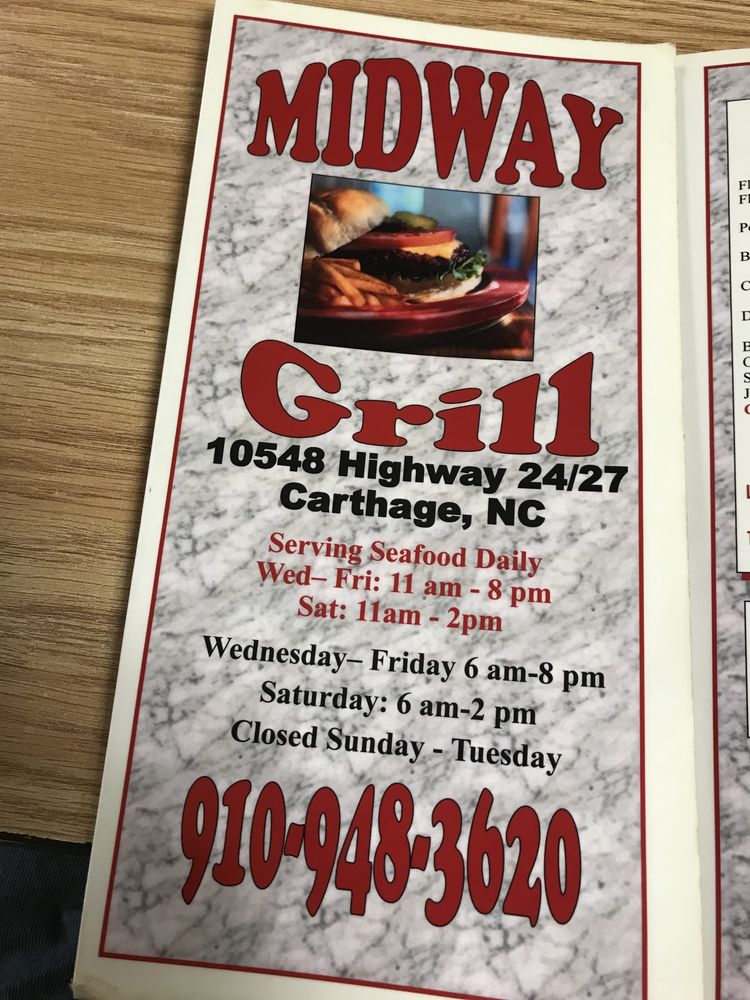 MIDWAY
Grill
10548 Highway 24/27
Carthage, NC
Serving Seafood Daily
Wed– Fri: 11 am - 8 pm
Sat: 11am - 2pm
Wednesday– Friday 6 am-8 pm
Saturday: 6 am-2 pm
Closed Sunday - Tuesday
910-948-3620